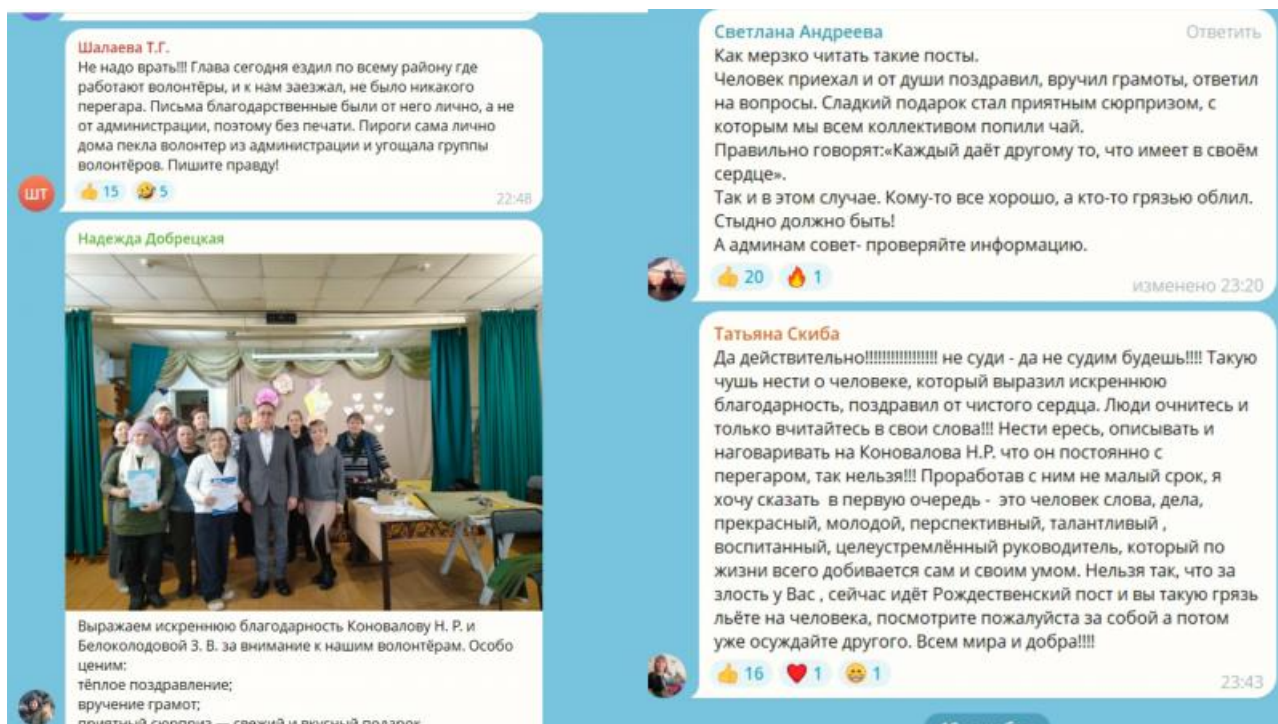 Шалаева Т.Г.
Не надо врать!!! Глава сегодня ездил по всему району где
работают волонтёры, и к нам заезжал, не было никакого
перегара. Письма благодарственные были от него лично, а не
от администрации, поэтому без печати. Пироги сама лично
дома пекла волонтер из администрации и угощала группы
волонтёров. Пишите правду!
ШТ
👍 15 🤣 5
22:48
Надежда Добрецкая
Выражаем искреннюю благодарность Коновалову Н. Р. и
Белоколодовой З. В. за внимание к нашим волонтёрам. Особо
ценим:
тёплое поздравление;
вручение грамот;
приятный сюрприз — свежий и вкусный подарок
Светлана Андреева
Ответить
Как мерзко читать такие посты.
Человек приехал и от души поздравил, вручил грамоты, ответил
на вопросы. Сладкий подарок стал приятным сюрпризом, с
которым мы всем коллективом попили чай.
Правильно говорят:«Каждый даёт другому то, что имеет в своём
сердце».
Так и в этом случае. Кому-то все хорошо, а кто-то грязью облил.
Стыдно должно быть!
А админам совет- проверяйте информацию.
👍 20 🔥 1
изменено 23:20
Татьяна Скиба
Да действительно!!!!!!!!!!!!!!!!!! не суди - да не судим будешь!!!! Такую
чушь нести о человеке, который выразил искреннюю
благодарность, поздравил от чистого сердца. Люди очнитесь и
только вчитайтесь в свои слова!!! Нести ересь, описывать и
наговаривать на Коновалова Н.Р. что он постоянно с
перегаром, так нельзя!!! Проработав с ним не малый срок, я
хочу сказать в первую очередь - это человек слова, дела,
прекрасный, молодой, перспективный, талантливый ,
воспитанный, целеустремлённый руководитель, который по
жизни всего добивается сам и своим умом. Нельзя так, что за
злость у Вас , сейчас идёт Рождественский пост и вы такую грязь
льёте на человека, посмотрите пожалуйста за собой а потом
уже осуждайте другого. Всем мира и добра!!!!
👍 16 ❤️ 1 😁 1
23:43